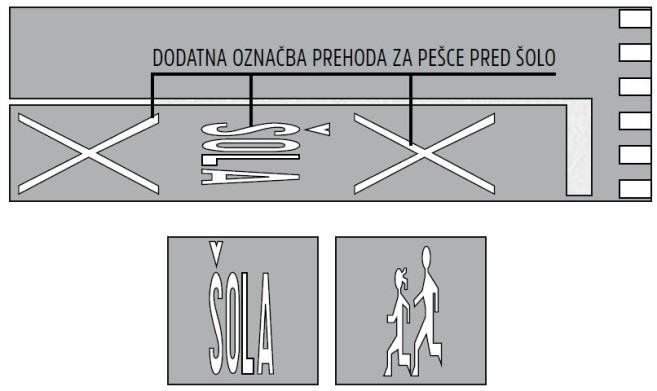 DODATNA OZNAČBA PREHODA ZA PEŠCE PRED ŠOLO
ŠOLA
ŠOLA